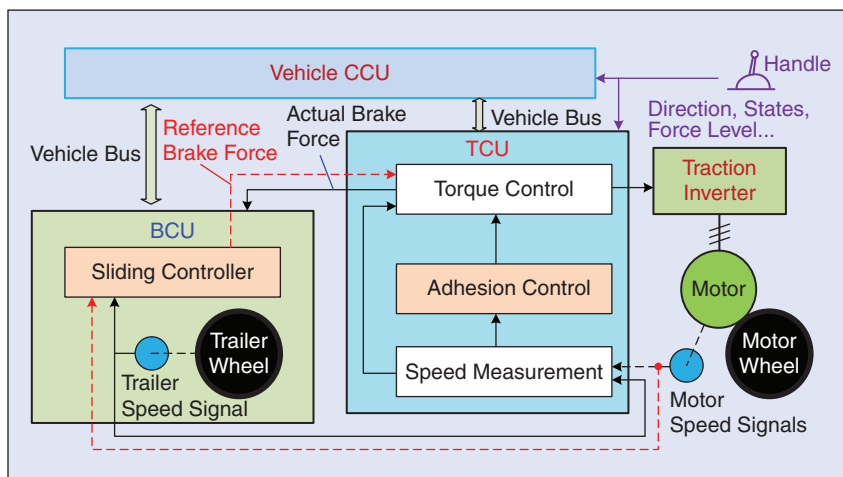 Vehicle CCU
Handle
Direction, States,
Force Level...
Vehicle Bus
Reference
Brake Force
Actual Brake
Force
Vehicle Bus
TCU
Torque Control
Traction
Inverter
BCU
Sliding Controller
Adhesion Control
Motor
Trailer
Wheel
Motor
Wheel
Speed Measurement
Trailer
Speed Signal
Motor
Speed Signals